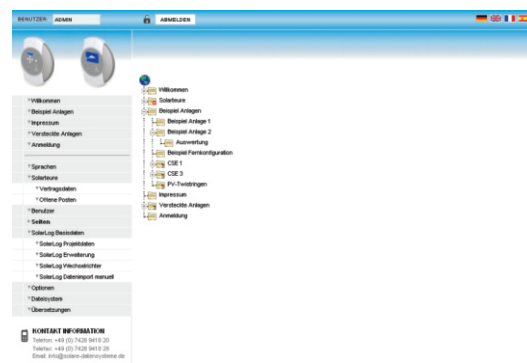 BENUTZER: ADMIN
ABMELDEN
Willkommen
Beispiel Anlagen
Impressum
Versteckte Anlagen
Anmeldung
Sprachen
Solarteure
Vertragsdaten
Offene Posten
Benutzer
Seiten
SolarLog Basisdaten
SolarLog Projektdaten
SolarLog Erweiterung
SolarLog Wechselrichter
SolarLog Datenimport manuell
Optionen
Dateisystem
Übersetzungen
KONTAKT INFORMATION
Telefon: +49 (0).7428 9418 20
Telefax: +49 (0).7428 9418 28
Email: info@solare-datensysteme.de
Willkommen
Solarteure
Beispiel Anlagen
Beispiel Anlage 1
Beispiel Anlage 2
Auswertung
Beispiel Fernkonfiguration
CSE 1
CSE 3
PV-Twistringen
Impressum
Versteckte Anlagen
Anmeldung